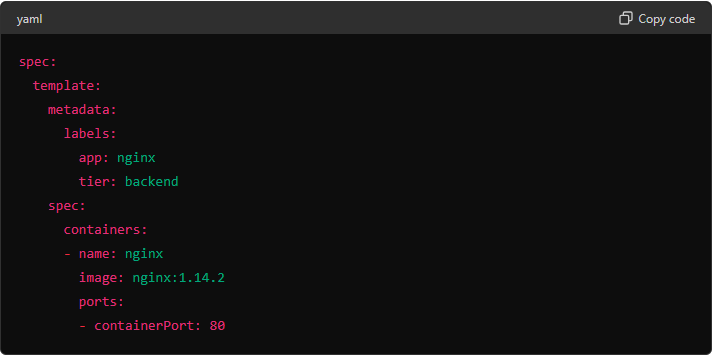 yaml
Copy code
spec:
  template:
    metadata:
      labels:
        app: nginx
        tier: backend
    spec:
      containers:
      - name: nginx
        image: nginx:1.14.2
        ports:
        - containerPort: 80